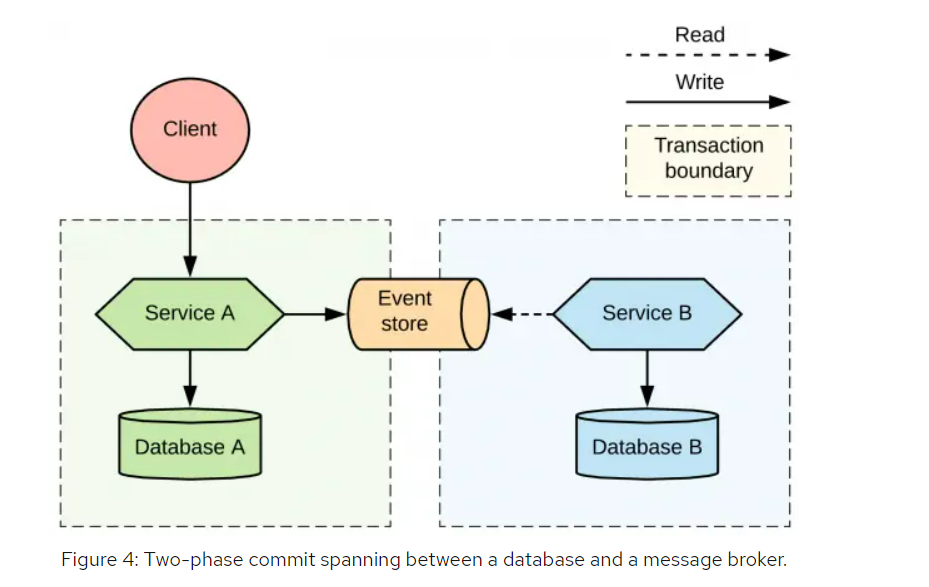 Read
Write
Transaction
boundary
Client
Service A
Event
store
Service B
Database A
Database B
Figure 4: Two-phase commit spanning between a database and a message broker.